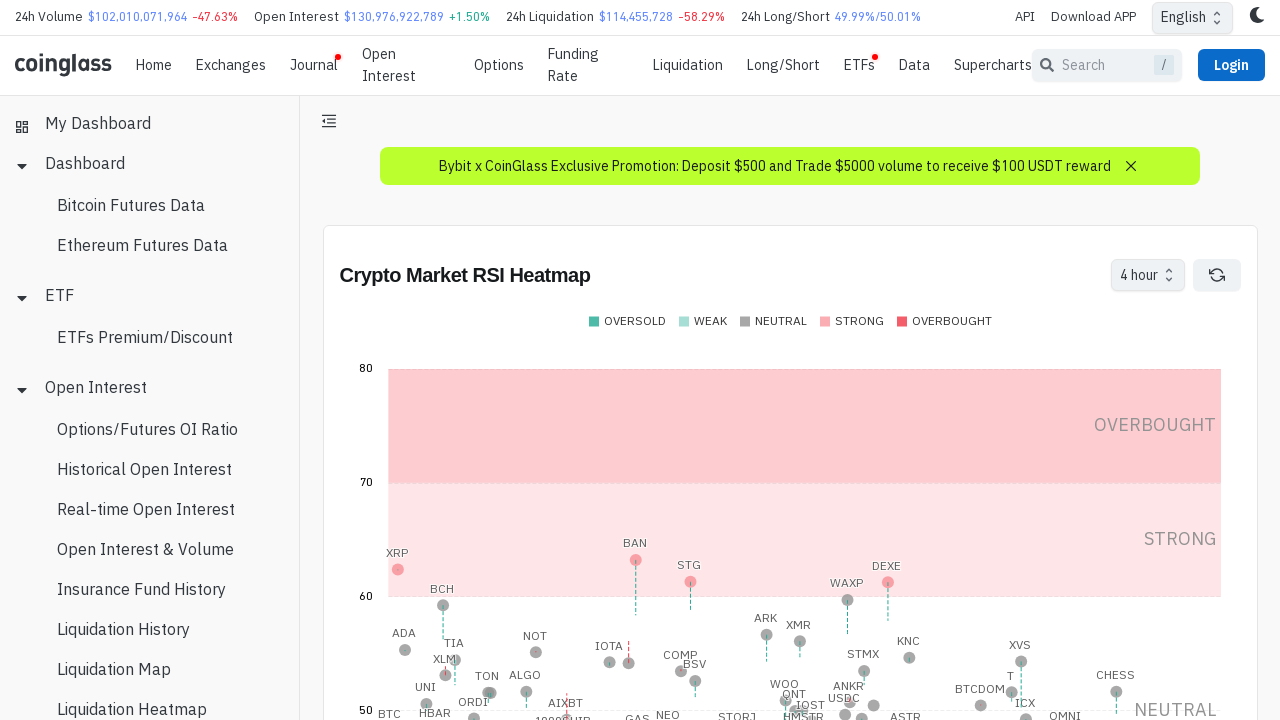 24h Volume $102,010,071,964 -47.63% Open Interest $130,976,922,789 +1.50% 24h Liquidation $114,455,728 -58.29% 24h Long/Short 49.99%/50.01% API Download APP English
coinglass Home Exchanges Journal Open Interest Options Funding Rate Liquidation Long/Short ETFs Data Supercharts Search / Login
My Dashboard
Dashboard
Bitcoin Futures Data
Ethereum Futures Data
ETF
ETFs Premium/Discount
Open Interest
Options/Futures OI Ratio
Historical Open Interest
Real-time Open Interest
Open Interest & Volume
Insurance Fund History
Liquidation History
Liquidation Map
Liquidation Heatmap
Bybit x CoinGlass Exclusive Promotion: Deposit $500 and Trade $5000 volume to receive $100 USDT reward
Crypto Market RSI Heatmap 4 hour
OVERSOLD WEAK NEUTRAL STRONG OVERBOUGHT
80
OVERBOUGHT
70
STRONG
BAN
XRP
STG
DEXE
WAXP
BCH
60
ARK
XMR
ADA
NOT
TIA
IOTA
KNC
XVS
COMP
STMX
XLM
BSV
TON
ALGO
T
CHESS
WOO
UNI
ANKR
BTCDOM
ONT
USDC
ORDI
AIXBT
IOST
ICX
50
NEUTRAL
BTC
HBAR
1000SHIB
GAS
NEO
STORJ
HMSTR
ASTR
OMNI